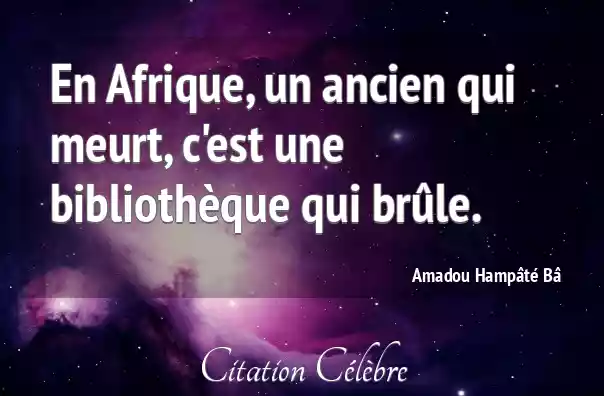 En Afrique, un ancien qui
meurt, c'est une
bibliothèque qui brûle.
Amadou Hampâté Bâ
Citation Célèbre